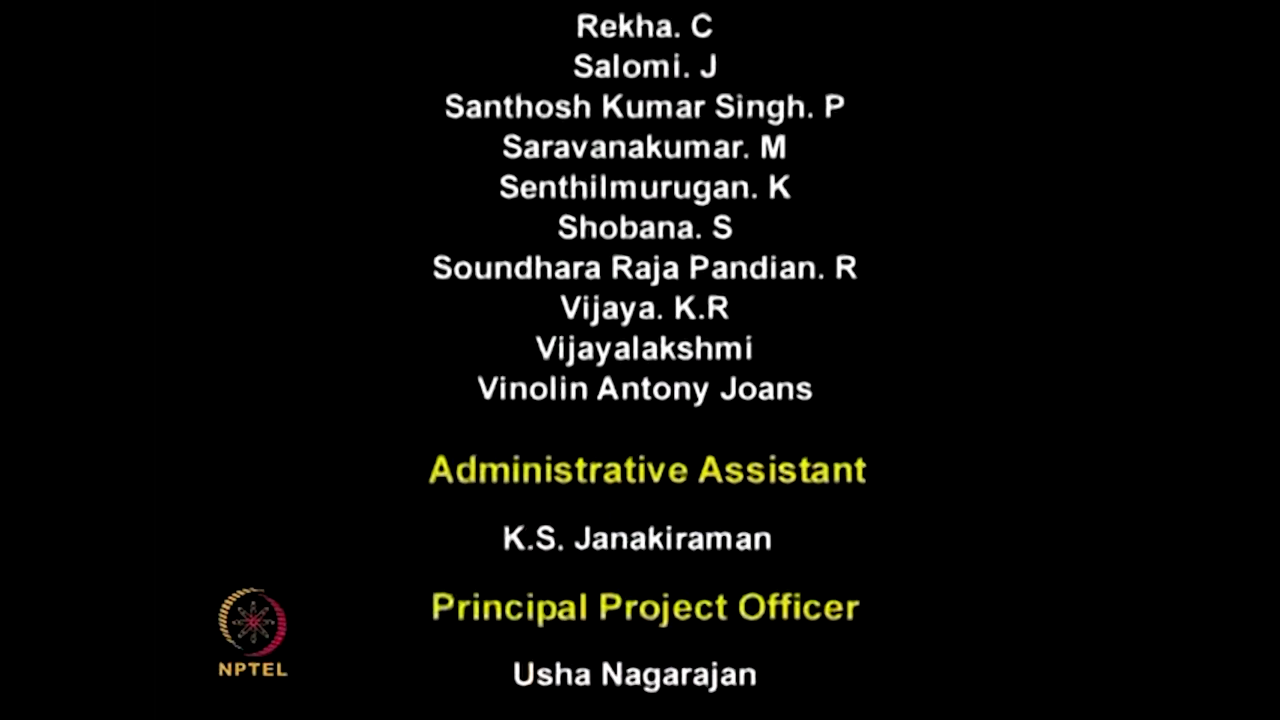 Rekha. C
Salomi. J
Santhosh Kumar Singh. P
Saravanakumar. M
Senthilmurugan. K
Shobana. S
Soundhara Raja Pandian. R
Vijaya. K.R
Vijayalakshmi
Vinolin Antony Joans
Administrative Assistant
K.S. Janakiraman
Principal Project Officer
Usha Nagarajan
NPTEL